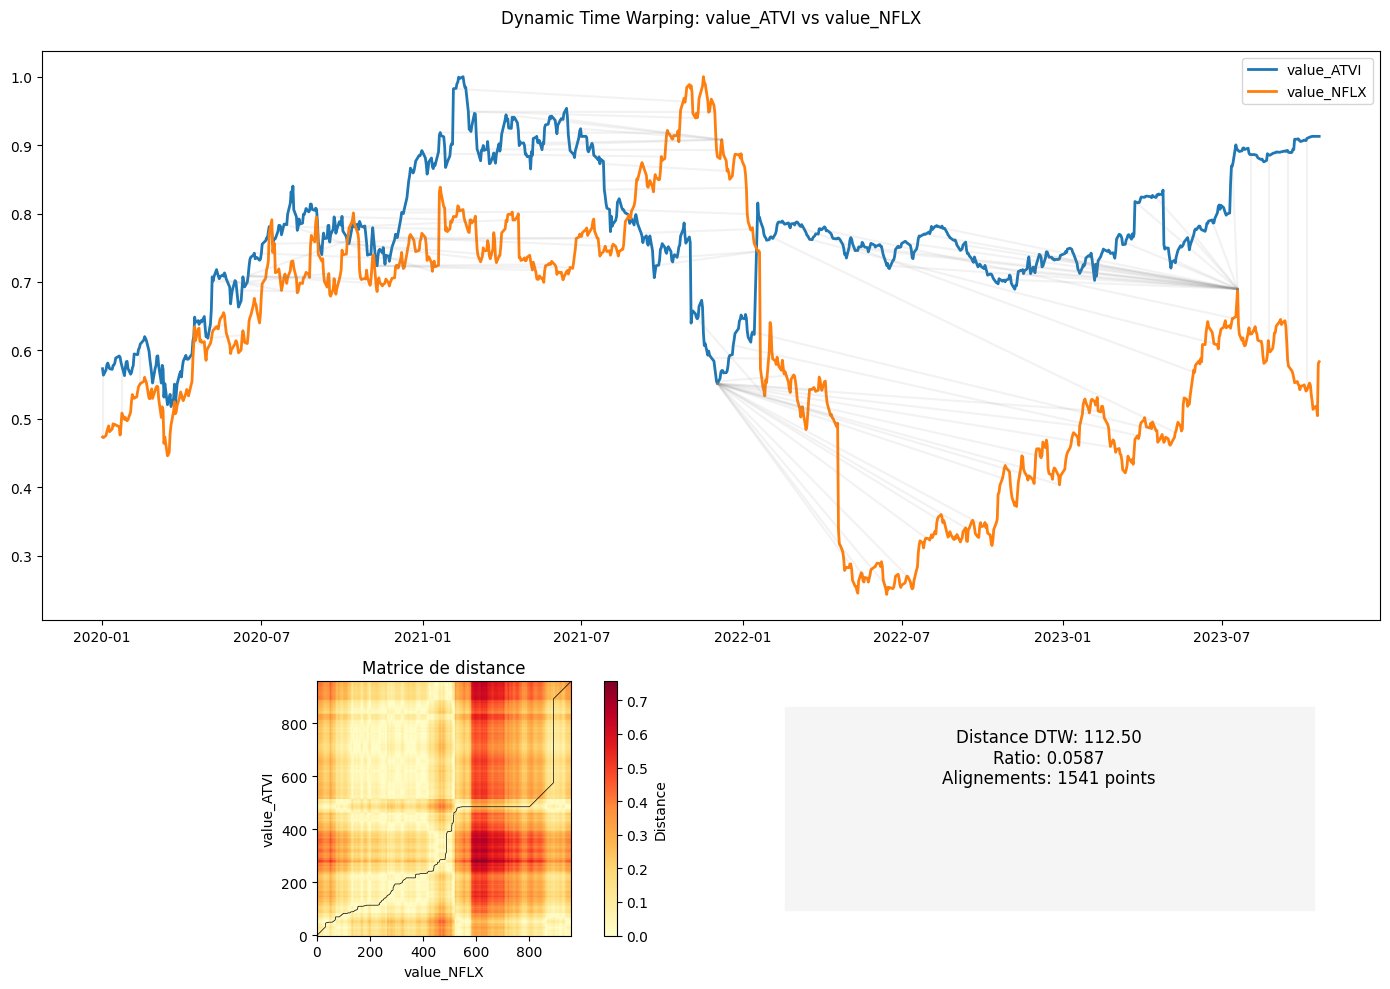 Dynamic Time Warping: value_ATVI vs value_NFLX
value_ATVI
value_NFLX
1.0
0.9
0.8
0.7
0.6
0.5
0.4
0.3
2020-01 2020-07 2021-01 2021-07 2022-01 2022-07 2023-01 2023-07
Matrice de distance
value_ATVI
800
600
400
200
0
0 200 400 600 800
value_NFLX
0.7
0.6
0.5
0.4
0.3
0.2
0.1
0.0
Distance
Distance DTW: 112.50
Ratio: 0.0587
Alignements: 1541 points